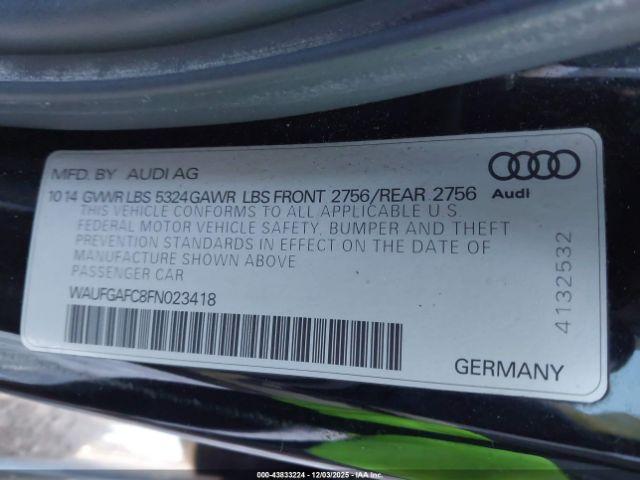 MFD. BY AUDI AG
10 14 GVWR LBS 5324 GAWR LBS FRONT 2756/REAR 2756
Audi
THIS VEHICLE CONFORMS TO ALL APPLICABLE U.S.
FEDERAL MOTOR VEHICLE SAFETY, BUMPER AND THEFT
PREVENTION STANDARDS IN EFFECT ON THE DATE OF
MANUFACTURE SHOWN ABOVE
PASSENGER CAR
WAUFGAFC8FN023418
4132532
GERMANY
000-43833224 - 12/03/2025 - IAAI.COM